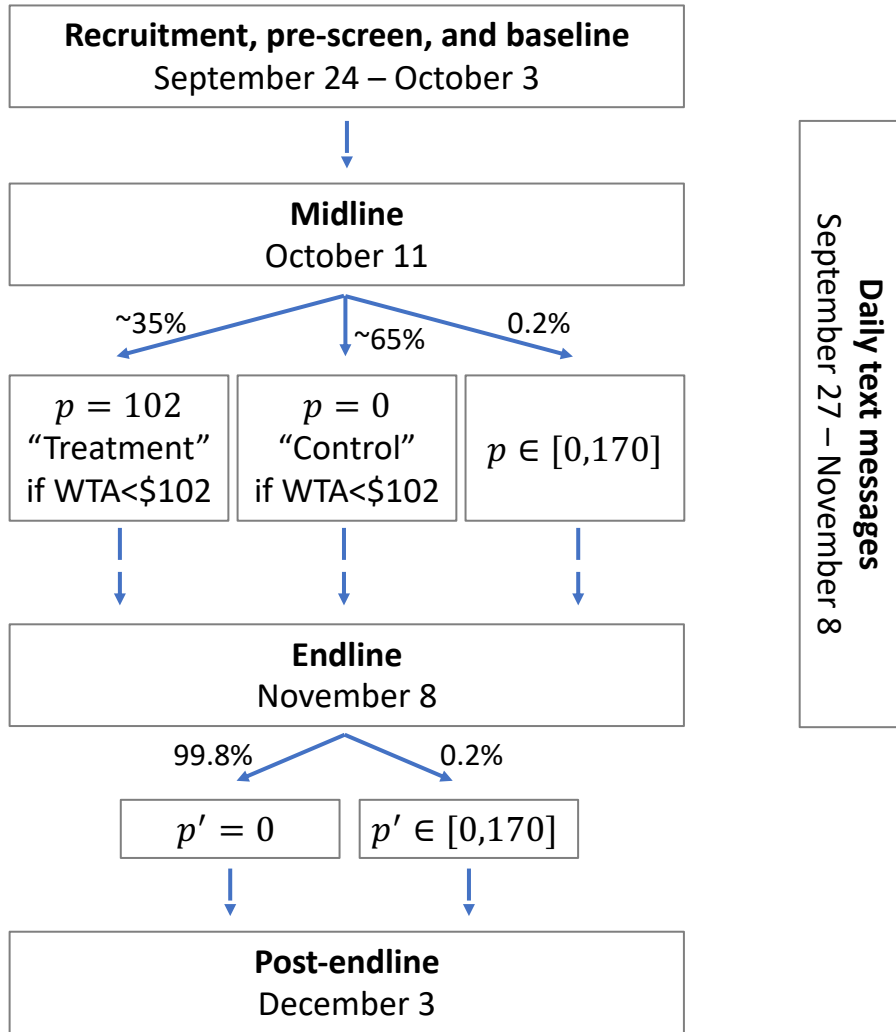 Recruitment, pre-screen, and baseline
September 24 – October 3
Midline
October 11
~35%
~65%
0.2%
p = 102
“Treatment”
if WTA<$102
p = 0
“Control”
if WTA<$102
p ∈ [0,170]
Endline
November 8
99.8%
0.2%
p′ = 0
p′ ∈ [0,170]
Post-endline
December 3
Daily text messages
September 27 – November 8